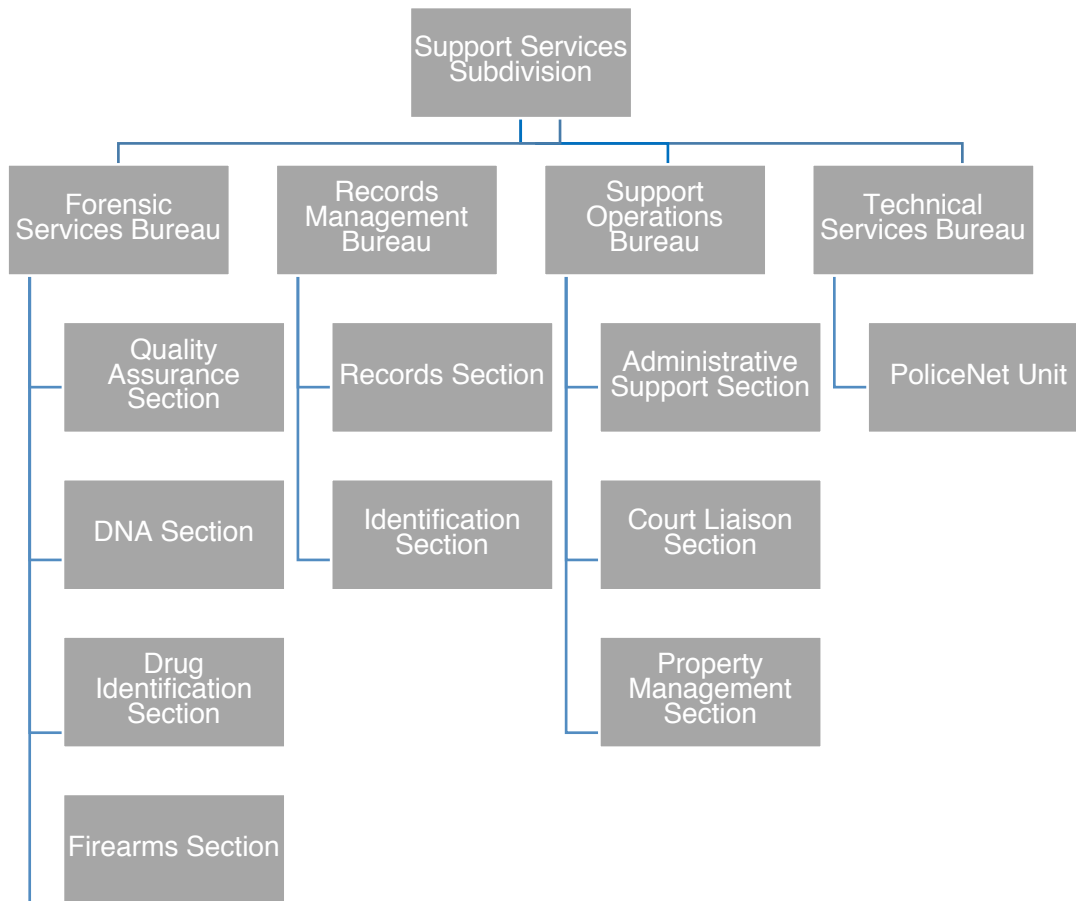 Support Services
Subdivision
Forensic
Services Bureau
Records
Management
Bureau
Support
Operations
Bureau
Technical
Services Bureau
Quality
Assurance
Section
Records Section
Administrative
Support Section
PoliceNet Unit
DNA Section
Identification
Section
Court Liaison
Section
Drug
Identification
Section
Property
Management
Section
Firearms Section